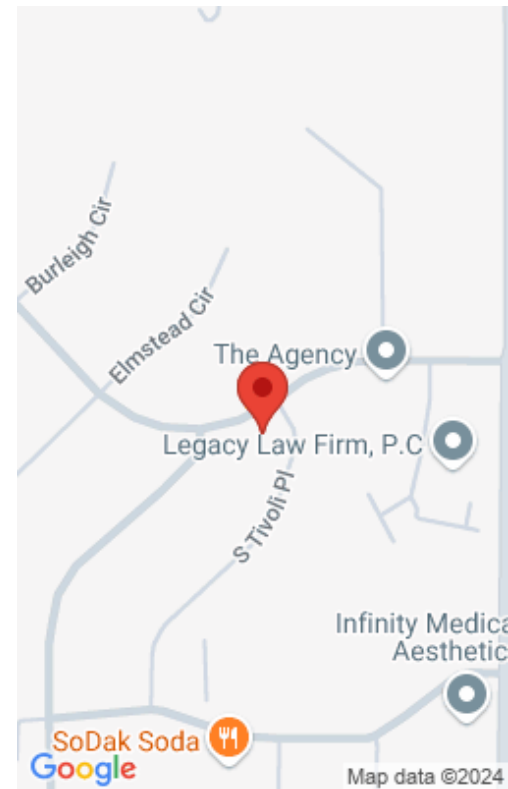 Burleigh Cir
Elmstead Cir
The Agency
Legacy Law Firm, P.C
S Tivoli Pl
Infinity Medica
Aesthetic
SoDak Soda
Google
Map data ©2024